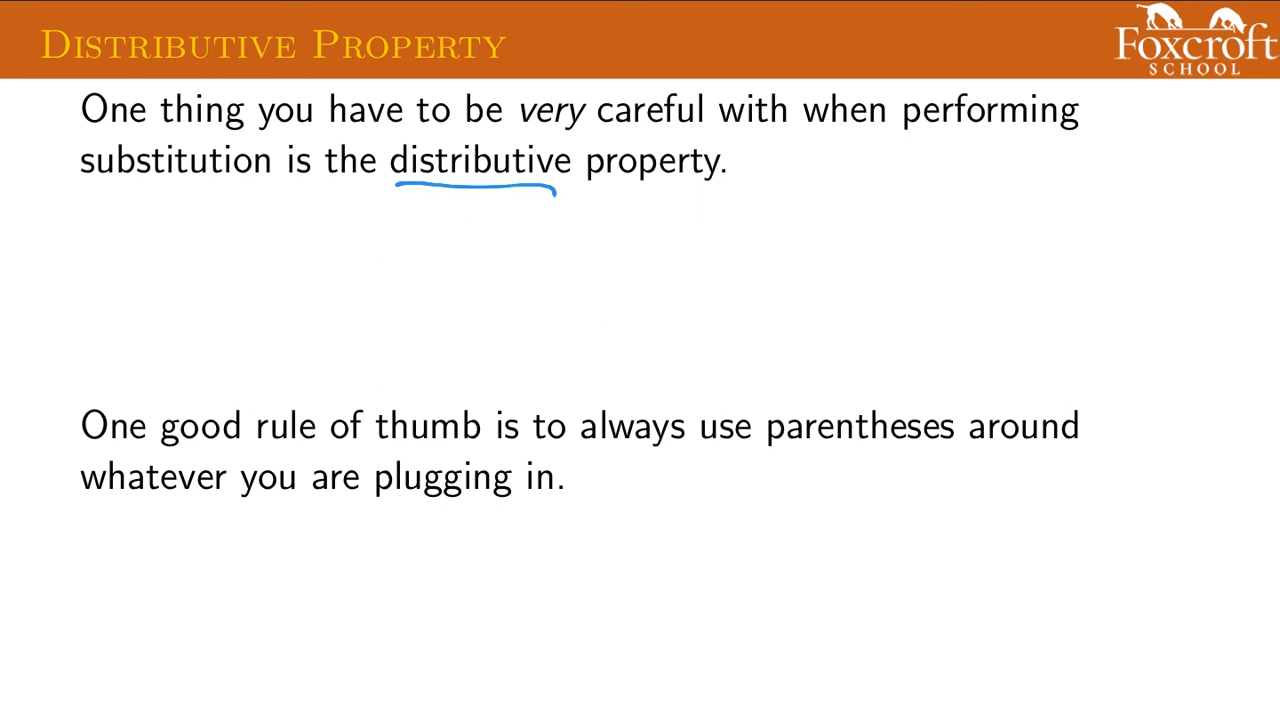 DISTRIBUTIVE PROPERTY
Foxcroft
SCHOOL
One thing you have to be very careful with when performing
substitution is the distributive property.
One good rule of thumb is to always use parentheses around
whatever you are plugging in.